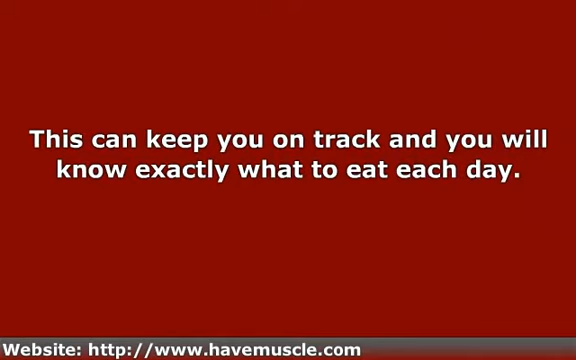 This can keep you on track and you will
know exactly what to eat each day.
Website: http://www.havemuscle.com